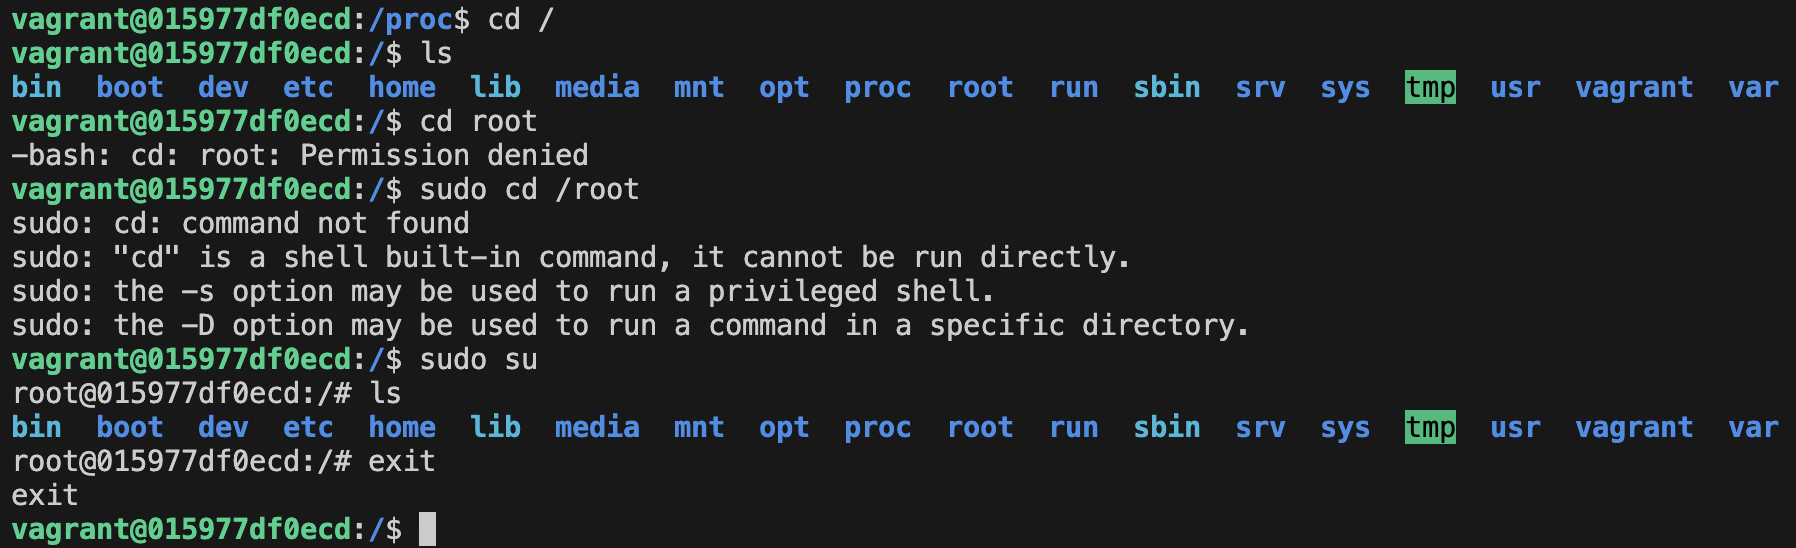 vagrant@015977df0ecd:/proc$ cd /
vagrant@015977df0ecd:/$ ls
bin  boot  dev  etc  home  lib  media  mnt  opt  proc  root  run  sbin  srv  sys  tmp  usr  vagrant  var
vagrant@015977df0ecd:/$ cd root
-bash: cd: root: Permission denied
vagrant@015977df0ecd:/$ sudo cd /root
sudo: cd: command not found
sudo: "cd" is a shell built-in command, it cannot be run directly.
sudo: the -s option may be used to run a privileged shell.
sudo: the -D option may be used to run a command in a specific directory.
vagrant@015977df0ecd:/$ sudo su
root@015977df0ecd:/# ls
bin  boot  dev  etc  home  lib  media  mnt  opt  proc  root  run  sbin  srv  sys  tmp  usr  vagrant  var
root@015977df0ecd:/# exit
exit
vagrant@015977df0ecd:/$